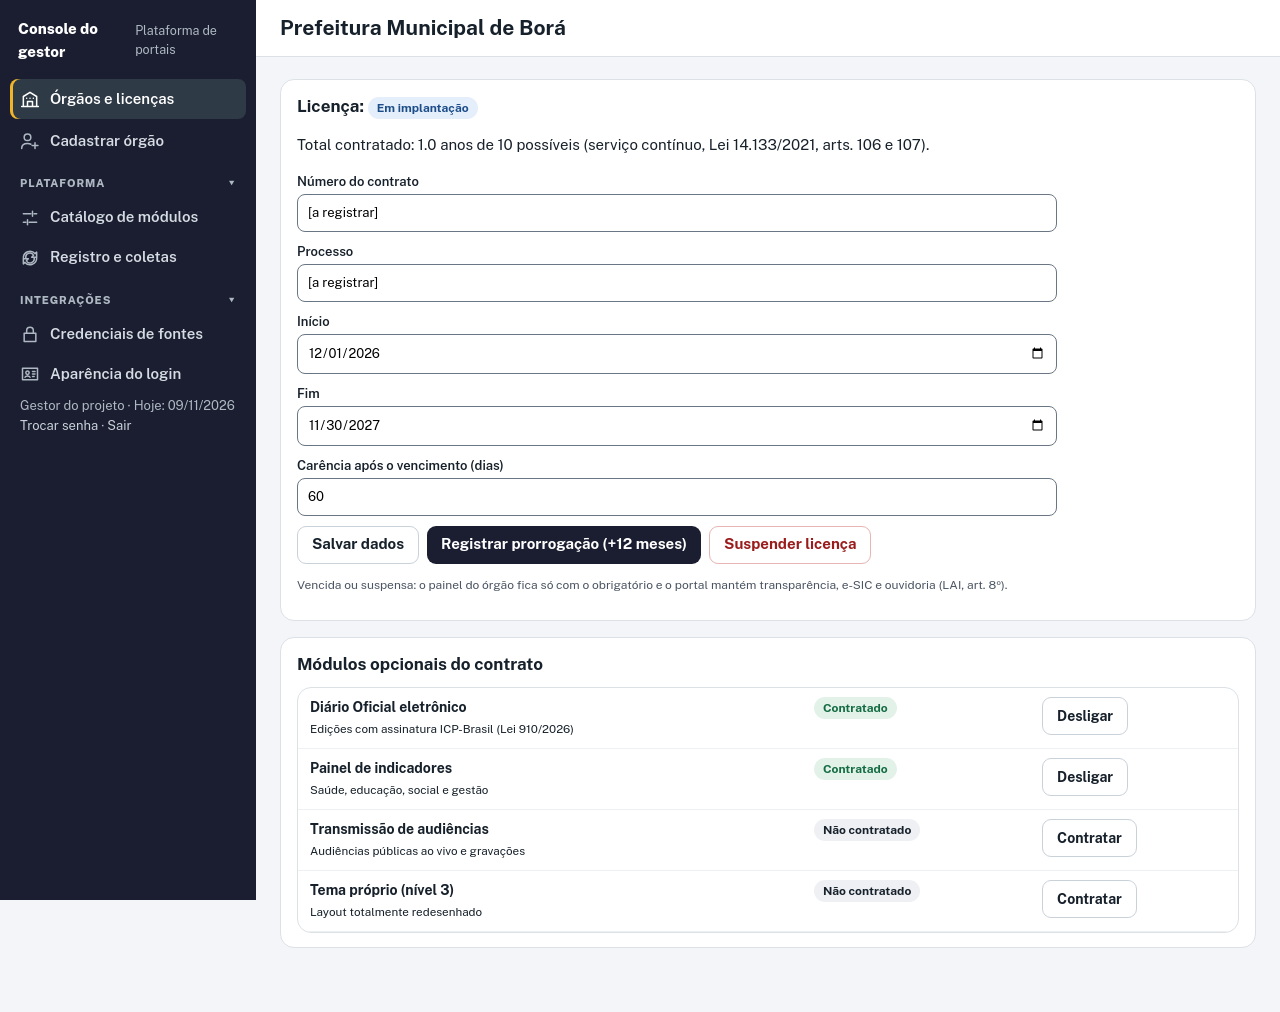 Console do gestor
Plataforma de portais
Órgãos e licenças
Cadastrar órgão
PLATAFORMA
Catálogo de módulos
Registro e coletas
INTEGRAÇÕES
Credenciais de fontes
Aparência do login
Gestor do projeto · Hoje: 09/11/2026
Trocar senha · Sair
Prefeitura Municipal de Borá
Licença: Em implantação
Total contratado: 1.0 anos de 10 possíveis (serviço contínuo, Lei 14.133/2021, arts. 106 e 107).
Número do contrato
[a registrar]
Processo
[a registrar]
Início
12/01/2026
Fim
11/30/2027
Carência após o vencimento (dias)
60
Salvar dados
Registrar prorrogação (+12 meses)
Suspender licença
Vencida ou suspensa: o painel do órgão fica só com o obrigatório e o portal mantém transparência, e-SIC e ouvidoria (LAI, art. 8º).
Módulos opcionais do contrato
Diário Oficial eletrônico
Edições com assinatura ICP-Brasil (Lei 910/2026)
Contratado
Desligar
Painel de indicadores
Saúde, educação, social e gestão
Contratado
Desligar
Transmissão de audiências
Audiências públicas ao vivo e gravações
Não contratado
Contratar
Tema próprio (nível 3)
Layout totalmente redesenhado
Não contratado
Contratar